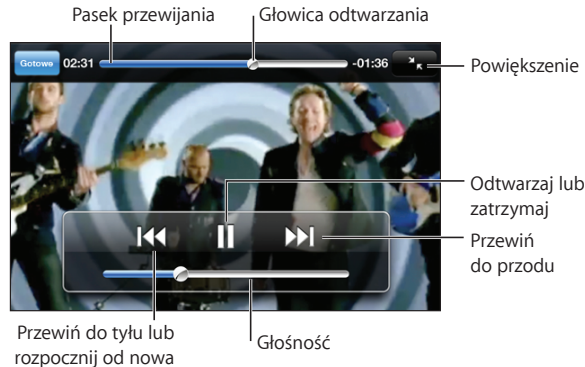 Pasek przewijania
Głowica odtwarzania
Gotowe 02:31 -01:36
Powiększenie
Odtwarzaj lub
zatrzymaj
Przewiń
do przodu
Przewiń do tyłu lub
rozpocznij od nowa
Głośność